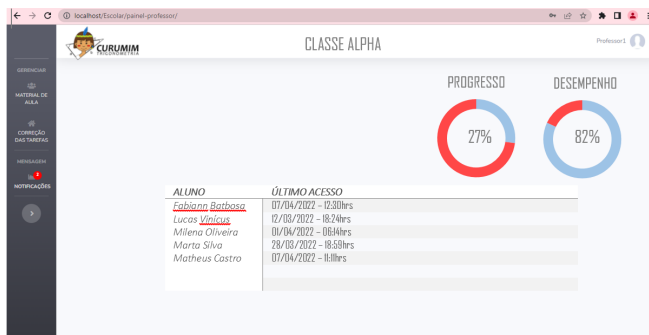 localhost/Escolar/painel-professor/
CURUMIM
TRIGONOMETRIA
CLASSE ALPHA
Professor1
GERENCIAR
MATERIAL DE
AULA
CORREÇÃO
DAS TAREFAS
MENSAGEM
2
NOTIFICAÇÕES
PROGRESSO
DESEMPENHO
27%
82%
ALUNO ÚLTIMO ACESSO
Fabiann Batbosa 07/04/2022 – 12:30hrs
Lucas Vinícus 12/03/2022 – 18:24hrs
Milena Oliveira 01/04/2022 – 06:14hrs
Marta Silva 28/03/2022 – 18:59hrs
Matheus Castro 07/04/2022 – 11:11hrs